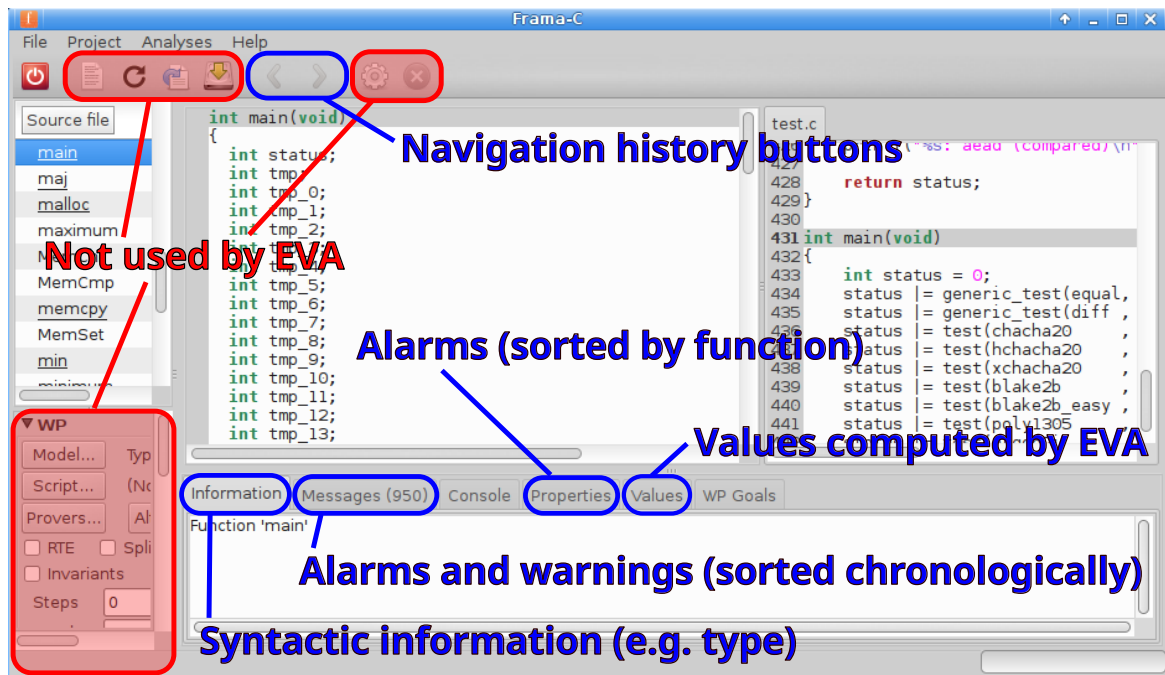 Frama-C
File Project Analyses Help
Source file
main
maj
malloc
maximum
MemCmp
memcpy
MemSet
min
minimum
Not used by EVA
WP
Model...
Script...
Provers...
RTE
Invariants
Steps 0
int main(void)
{
int status;
int tmp;
int tmp_0;
int tmp_1;
int tmp_2;
int tmp_5;
int tmp_6;
int tmp_7;
int tmp_8;
int tmp_9;
int tmp_10;
int tmp_11;
int tmp_12;
int tmp_13;
Navigation history buttons
test.c
"%s: aead (compared)\n"
427
428 return status;
429 }
430
431 int main(void)
432 {
433 int status = 0;
434 status |= generic_test(equal,
435 status |= generic_test(diff ,
436 status |= test(chacha20 ,
status |= test(hchacha20 ,
438 status |= test(xchacha20 ,
439 status |= test(blake2b ,
440 status |= test(blake2b_easy ,
441 status |= test(poly1305 ,
Alarms (sorted by function)
Values computed by EVA
Information Messages (950) Console Properties Values WP Goals
Function 'main'
Alarms and warnings (sorted chronologically)
Syntactic information (e.g. type)